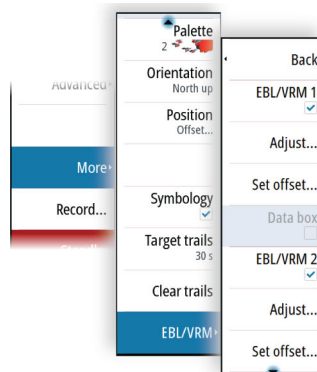 Advanced
More
Record...
Palette
2
Orientation
North up
Position
Offset...
Symbology
Target trails
30 s
Clear trails
EBL/VRM
Back
EBL/VRM 1
Adjust...
Set offset...
Data box
EBL/VRM 2
Adjust...
Set offset...